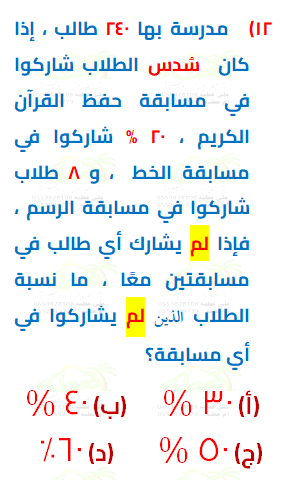 ١٢) مدرسة بها ٢٤٠ طالب ، إذا
كان سُدس الطلاب شاركوا
في مسابقة حفظ القرآن
الكريم ، ٢٠ % شاركوا في
مسابقة الخط ، و ٨ طلاب
شاركوا في مسابقة الرسم ،
فإذا لم يشارك أي طالب في
مسابقتين معًا ، ما نسبة
الطلاب الذين لم يشاركوا في
أي مسابقة؟
(أ) ٣٠ % (ب) ٤٠ %
(ج) ٥٠ % (د) ٦٠٪